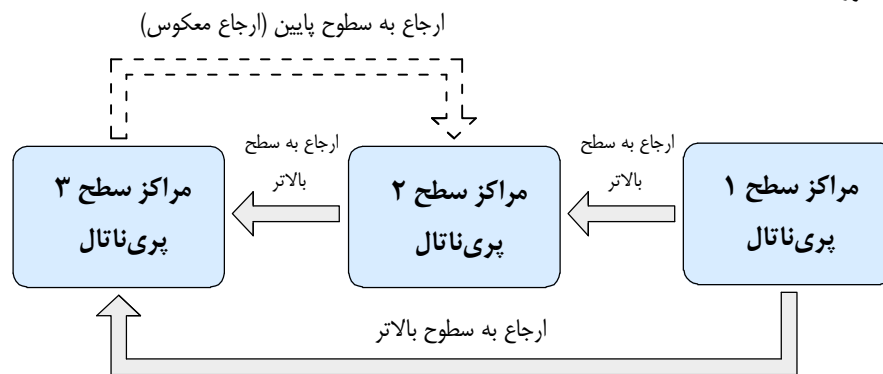 ارجاع به سطوح پایین (ارجاع معکوس)
ارجاع به سطح
بالاتر
ارجاع به سطح
بالاتر
مراکز سطح ۱
پری‌ناتال
مراکز سطح ۲
پری‌ناتال
مراکز سطح ۳
پری‌ناتال
ارجاع به سطوح بالاتر